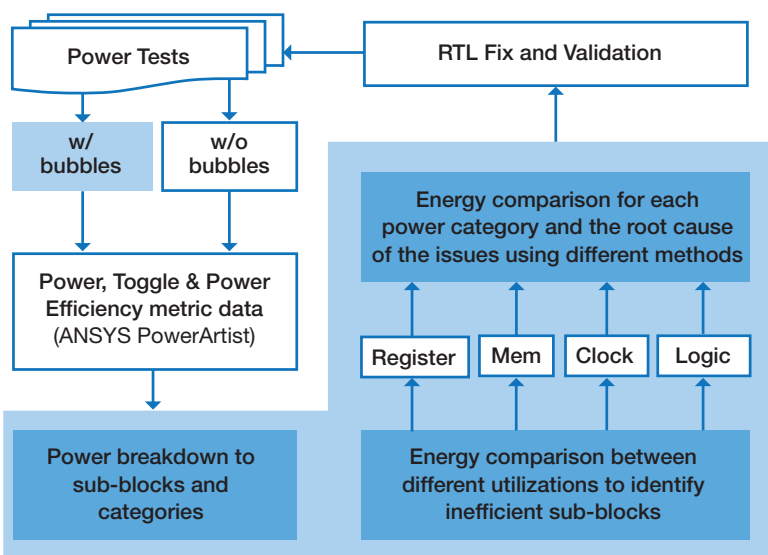 Power Tests
RTL Fix and Validation
w/
bubbles
w/o
bubbles
Power, Toggle & Power
Efficiency metric data
(ANSYS PowerArtist)
Energy comparison for each
power category and the root cause
of the issues using different methods
Register
Mem
Clock
Logic
Power breakdown to
sub-blocks and
categories
Energy comparison between
different utilizations to identify
inefficient sub-blocks